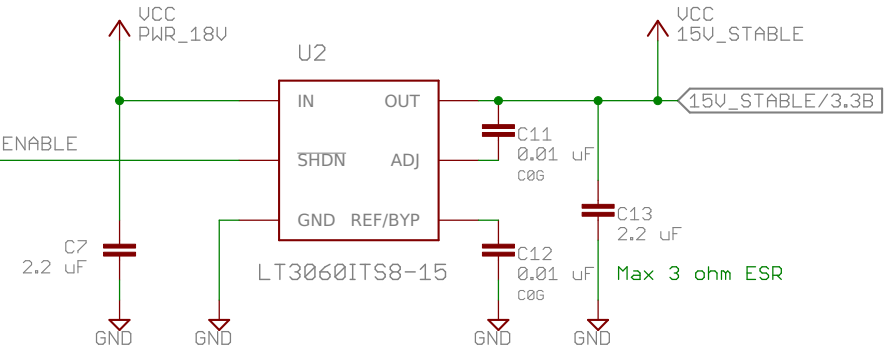 VCC
PWR_18V
VCC
15V_STABLE
U2
IN
OUT
15V_STABLE/3.3B
ENABLE
SHDN
ADJ
C11
0.01 uF
C0G
GND
REF/BYP
C13
2.2 uF
C7
2.2 uF
LT3060ITS8-15
C12
0.01 uF
C0G
Max 3 ohm ESR
GND
GND
GND
GND